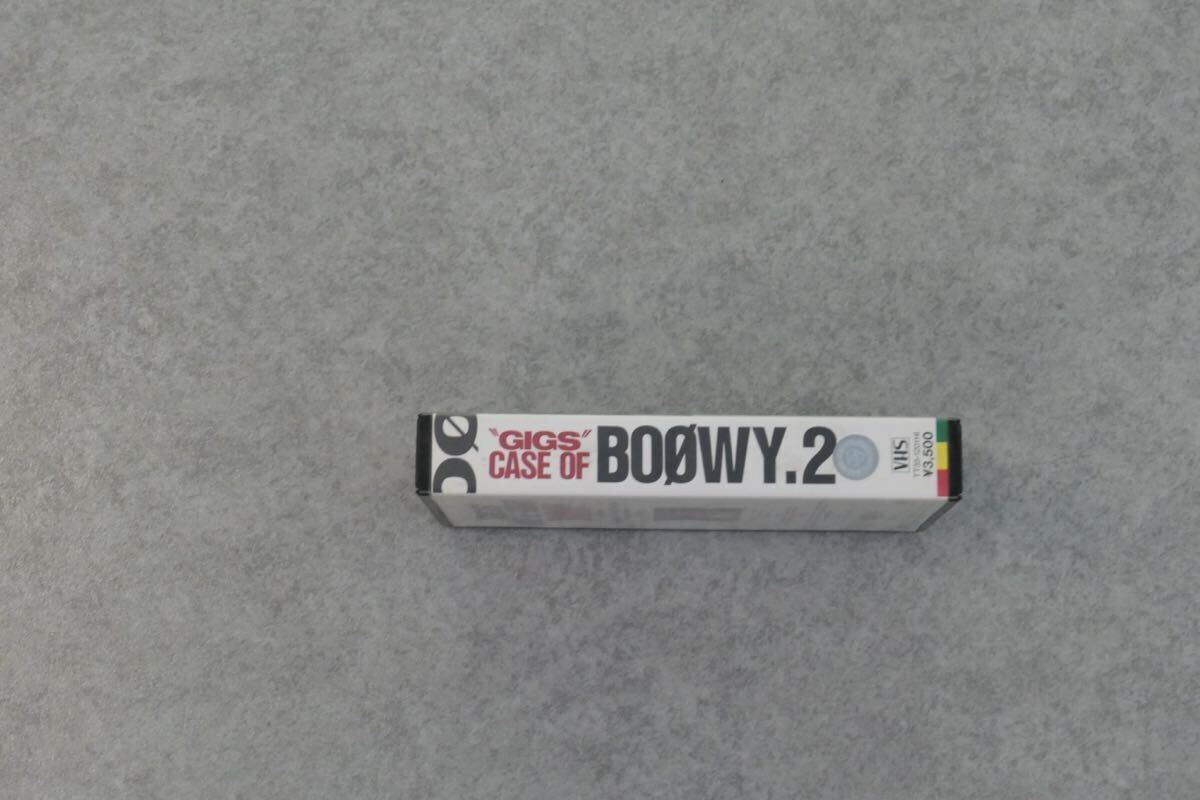 "GIGS"
CASE OF
BOØWY.2
VHS
¥3,500